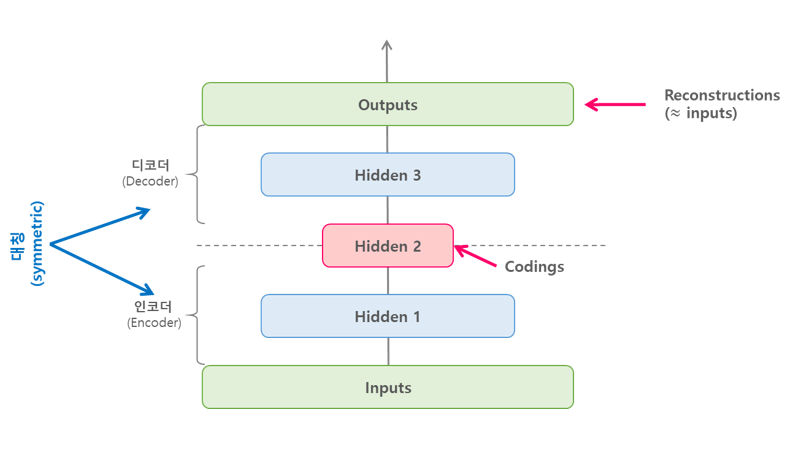 Outputs
Reconstructions
(≈ inputs)
디코더
(Decoder)
Hidden 3
대칭
(symmetric)
Hidden 2
Codings
인코더
(Encoder)
Hidden 1
Inputs